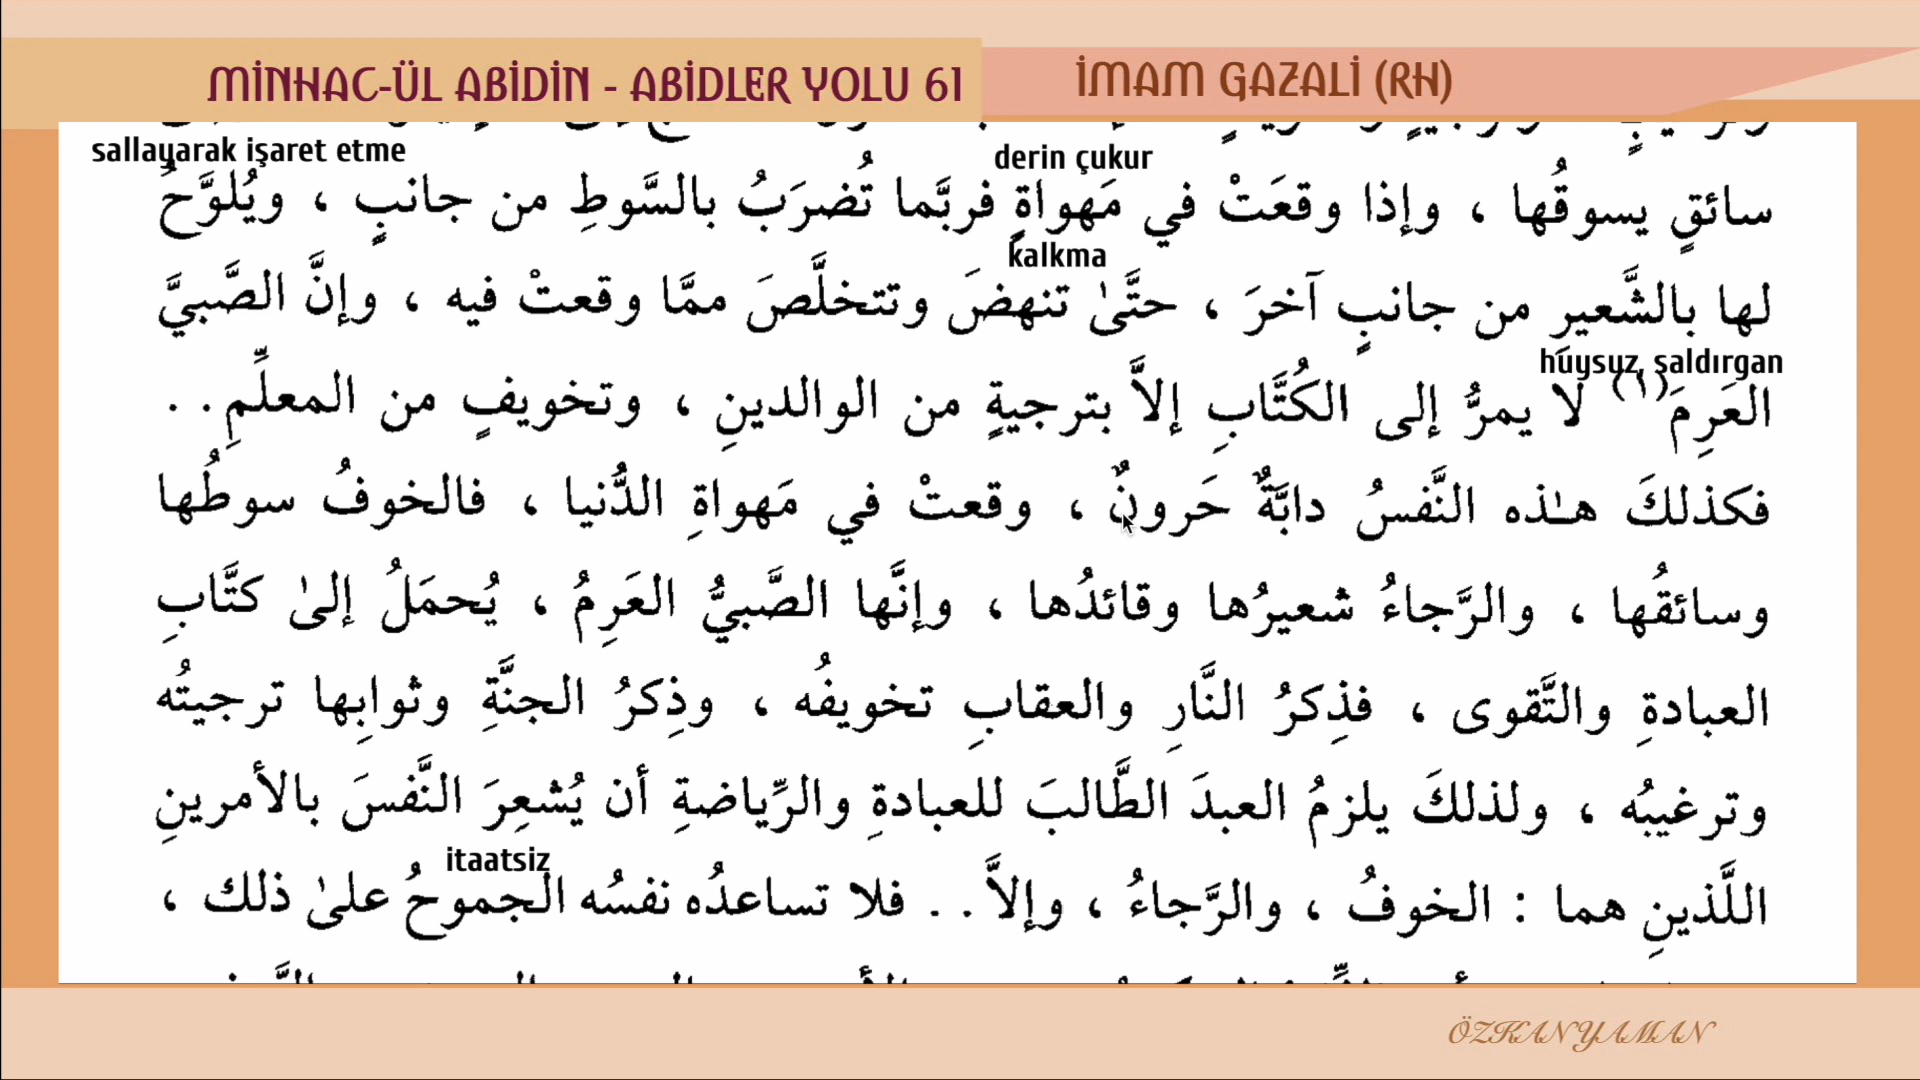 MİNHAC-ÜL ABİDİN - ABİDLER YOLU 61
İMAM GAZALİ (RH)
sallayarak işaret etme
derin çukur
سائقٍ يسوقُها ، وإذا وقعَتْ في مَهواةٍ فربَّما تُضرَبُ بالسَّوطِ من جانبٍ ، ويُلوَّحُ
kalkma
لها بالشَّعيرِ من جانبٍ آخرَ ، حتَّىٰ تنهضَ وتتخلَّصَ ممَّا وقعتْ فيه ، وإنَّ الصَّبيَّ
huysuz, saldırgan
العَرِمَ(١) لا يمرُّ إلى الكُتَّابِ إلاَّ بترجيةٍ من الوالدينِ ، وتخويفٍ من المعلِّمِ . .
فكذلكَ هـٰذه النَّفسُ دابَّةٌ حَرونٌ ، وقعتْ في مَهواةِ الدُّنيا ، فالخوفُ سوطُها
وسائقُها ، والرَّجاءُ شعيرُها وقائدُها ، وإنَّها الصَّبيُّ العَرِمُ ، يُحمَلُ إلىٰ كتَّابِ
العبادةِ والتَّقوى ، فذِكرُ النَّارِ والعقابِ تخويفُه ، وذِكرُ الجنَّةِ وثوابِها ترجيتُه
وترغيبُه ، ولذلكَ يلزمُ العبدَ الطَّالبَ للعبادةِ والرِّياضةِ أن يُشعِرَ النَّفسَ بالأمرينِ
itaatsiz
اللَّذينِ هما : الخوفُ ، والرَّجاءُ ، وإلاَّ . . فلا تساعدُه نفسُه الجموحُ علىٰ ذلك ،
ÖZKAN YAMAN